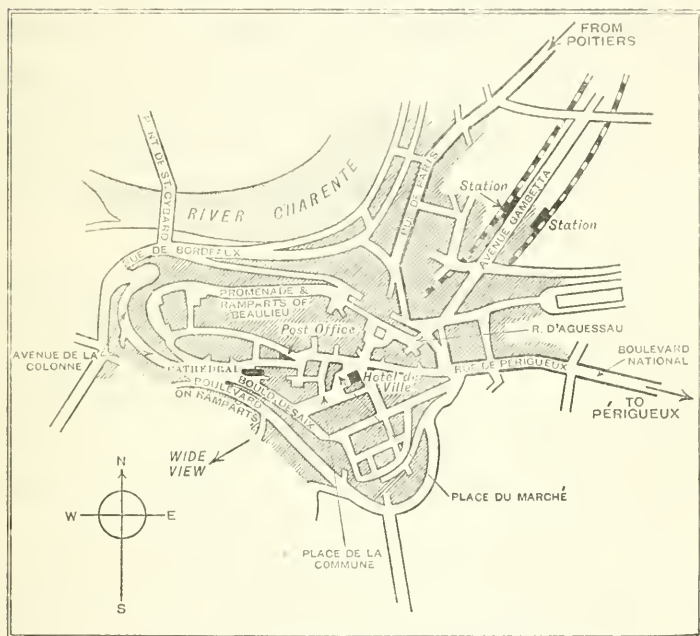 FROM
POITIERS
PONT DE ST. CYBARD
RIVER CHARENTE
RUE DE PARIS
Station
AVENUE GAMBETTA
Station
RUE DE BORDEAUX
PROMENADE &
RAMPARTS OF
BEAULIEU
Post Office
R. D'AGUESSAU
BOULEVARD
NATIONAL
AVENUE DE LA
COLONNE
CATHEDRAL
Hotel de
Ville
RUE DE PÉRIGUEUX
BOULD DESAIX
BOULEVARD
ON RAMPARTS
TO
PÉRIGUEUX
WIDE
VIEW
N
W
E
S
PLACE DU MARCHÉ
PLACE DE LA
COMMUNE